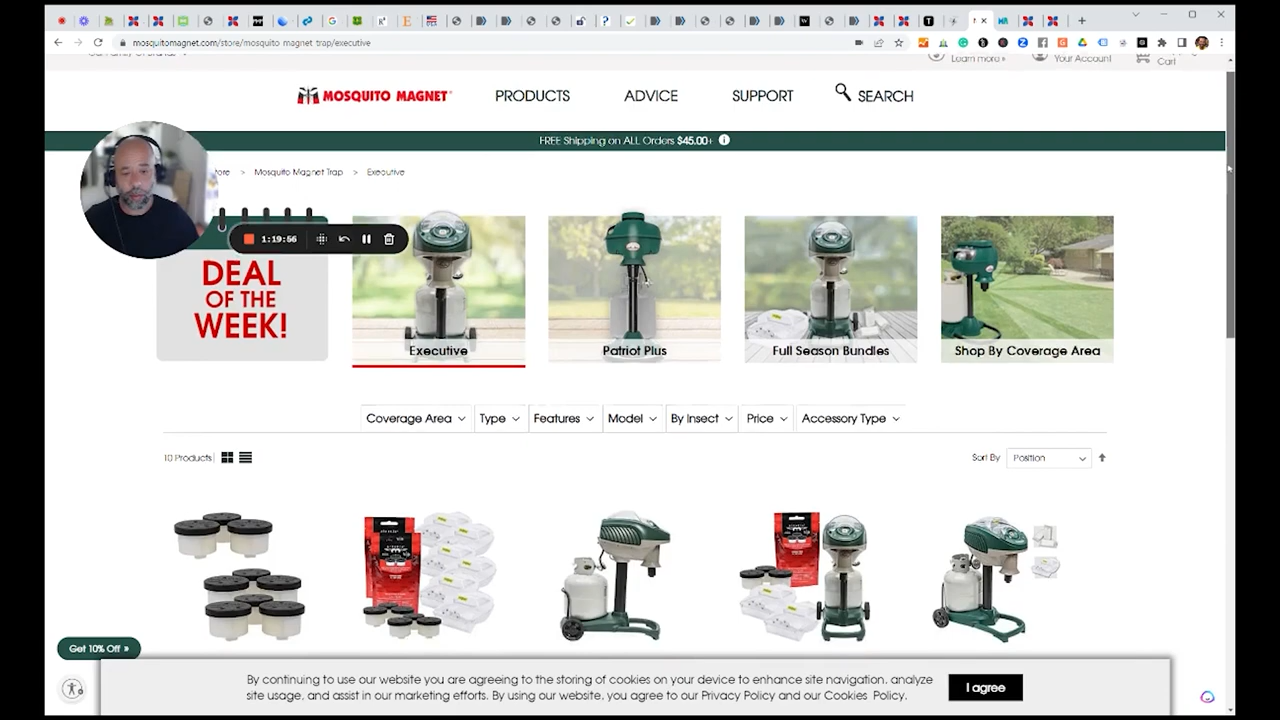 mosquitomagnet.com/store/mosquito magnet trap/executive
Learn more »
Your Account
Cart
MOSQUITO MAGNET
PRODUCTS
ADVICE
SUPPORT
SEARCH
FREE Shipping on ALL Orders $45.00+
> Mosquito Magnet Trap > Executive
1:19:56
DEAL
OF THE
WEEK!
Executive
Patriot Plus
Full Season Bundles
Shop By Coverage Area
Coverage Area
Type
Features
Model
By Insect
Price
Accessory Type
10 Products
Sort By
Position
Get 10% Off »
By continuing to use our website you are agreeing to the storing of cookies on your device to enhance site navigation, analyze
site usage, and assist in our marketing efforts. By using our website, you agree to our Privacy Policy and our Cookies Policy.
I agree